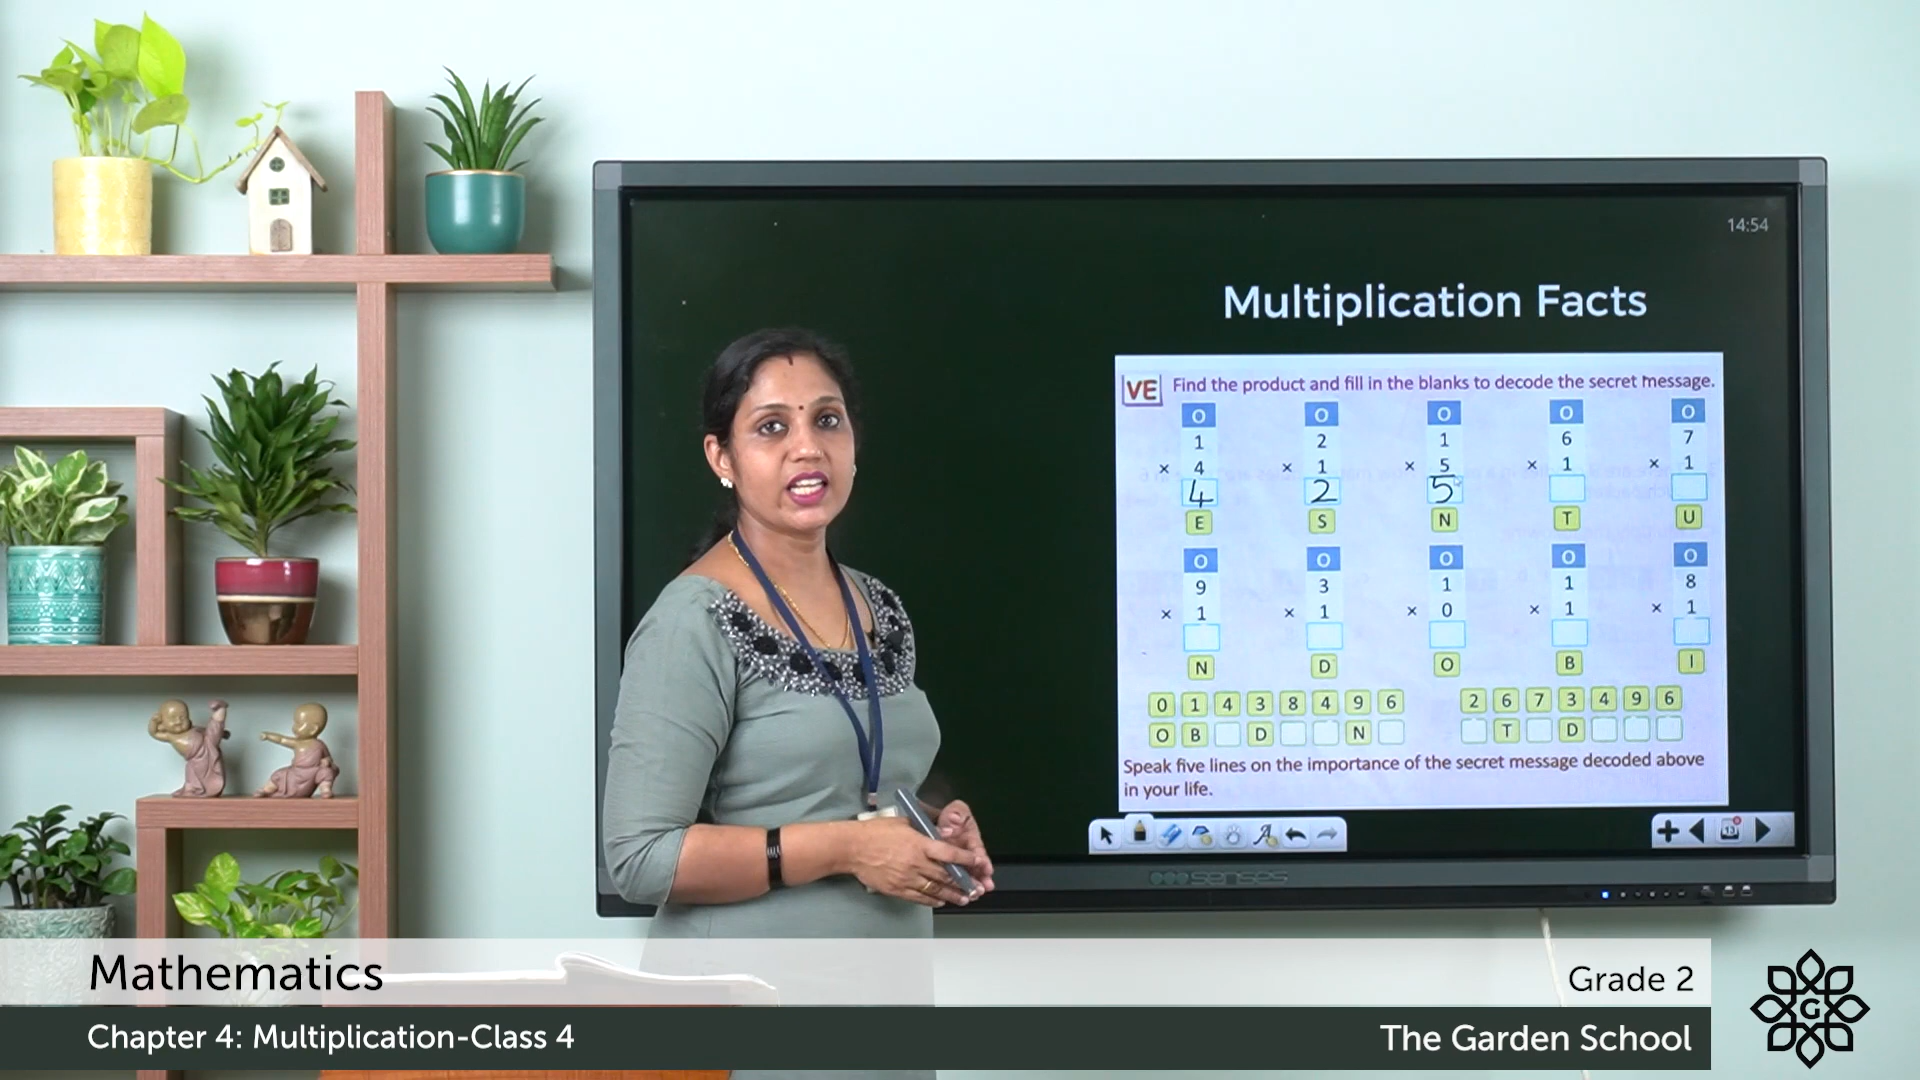 14:54
Multiplication Facts
VE Find the product and fill in the blanks to decode the secret message.
O O O O O
1 2 1 6 7
× 4 × 1 × 5 × 1 × 1
4 2 5
E S N T U
O O O O O
9 3 1 1 8
× 1 × 1 × 0 × 1 × 1
N D O B I
0 1 4 3 8 4 9 6 2 6 7 3 4 9 6
O B D N T D
Speak five lines on the importance of the secret message decoded above
in your life.
13
senses
Mathematics
Grade 2
Chapter 4: Multiplication-Class 4
The Garden School
G